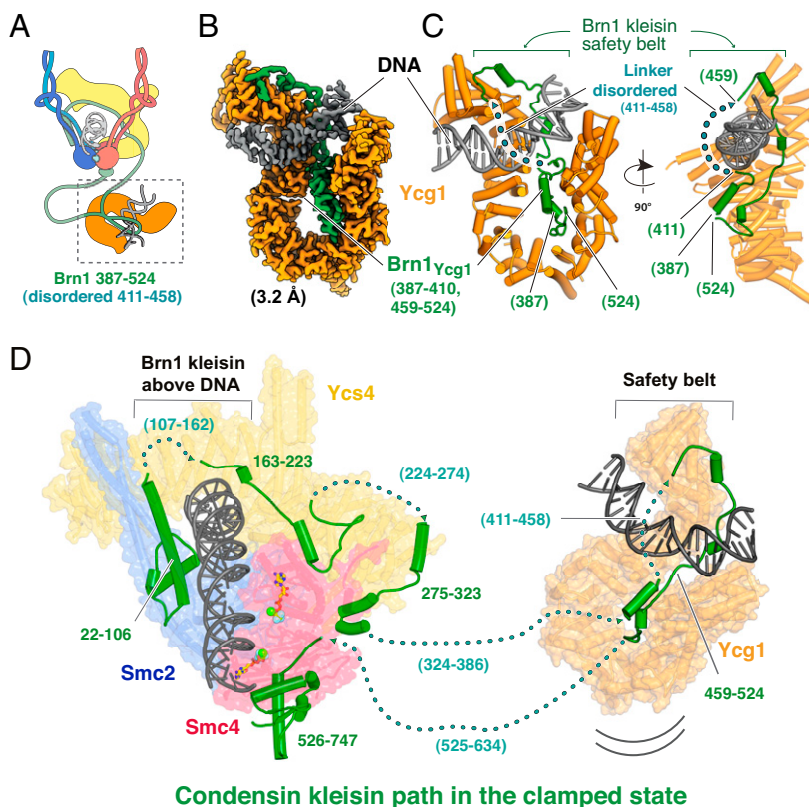 A
Brn1 387-524
(disordered 411-458)
B
DNA
Ycg1
Brn1Ycg1
(387-410,
459-524)
(3.2 Å)
C
Brn1 kleisin
safety belt
Linker
disordered
(411-458)
(387)
(524)
90°
(459)
(411)
(387)
(524)
D
Brn1 kleisin
above DNA
Ycs4
(107-162)
163-223
(224-274)
22-106
275-323
Smc2
Smc4
526-747
(324-386)
(525-634)
Safety belt
(411-458)
Ycg1
459-524
Condensin kleisin path in the clamped state